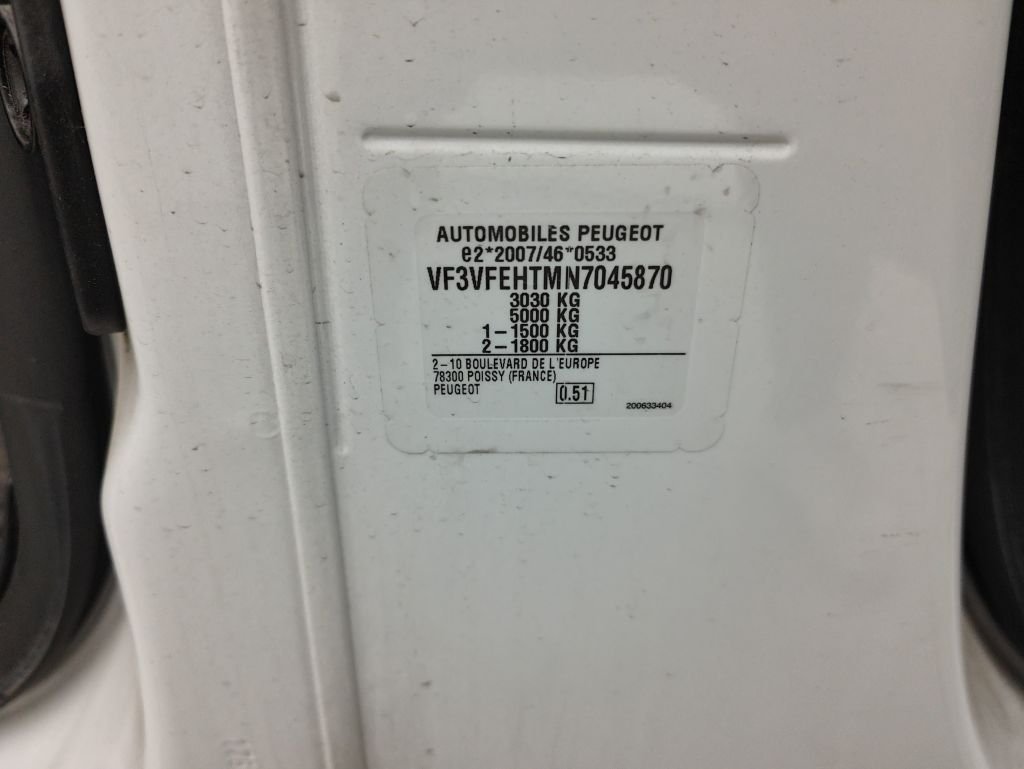 AUTOMOBILES PEUGEOT
e2*2007/46*0533
VF3VFEHTMN7045870
3030 KG
5000 KG
1-1500 KG
2-1800 KG
2-10 BOULEVARD DE L'EUROPE
78300 POISSY (FRANCE)
PEUGEOT
0.51
200633404